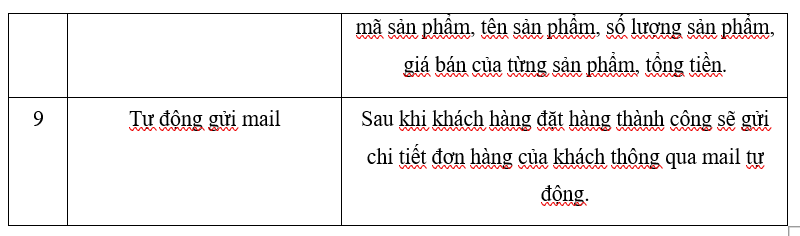 mã sản phẩm, tên sản phẩm, số lượng sản phẩm,
giá bán của từng sản phẩm, tổng tiền.
9
Tự động gửi mail
Sau khi khách hàng đặt hàng thành công sẽ gửi
chi tiết đơn hàng của khách thông qua mail tự
động.